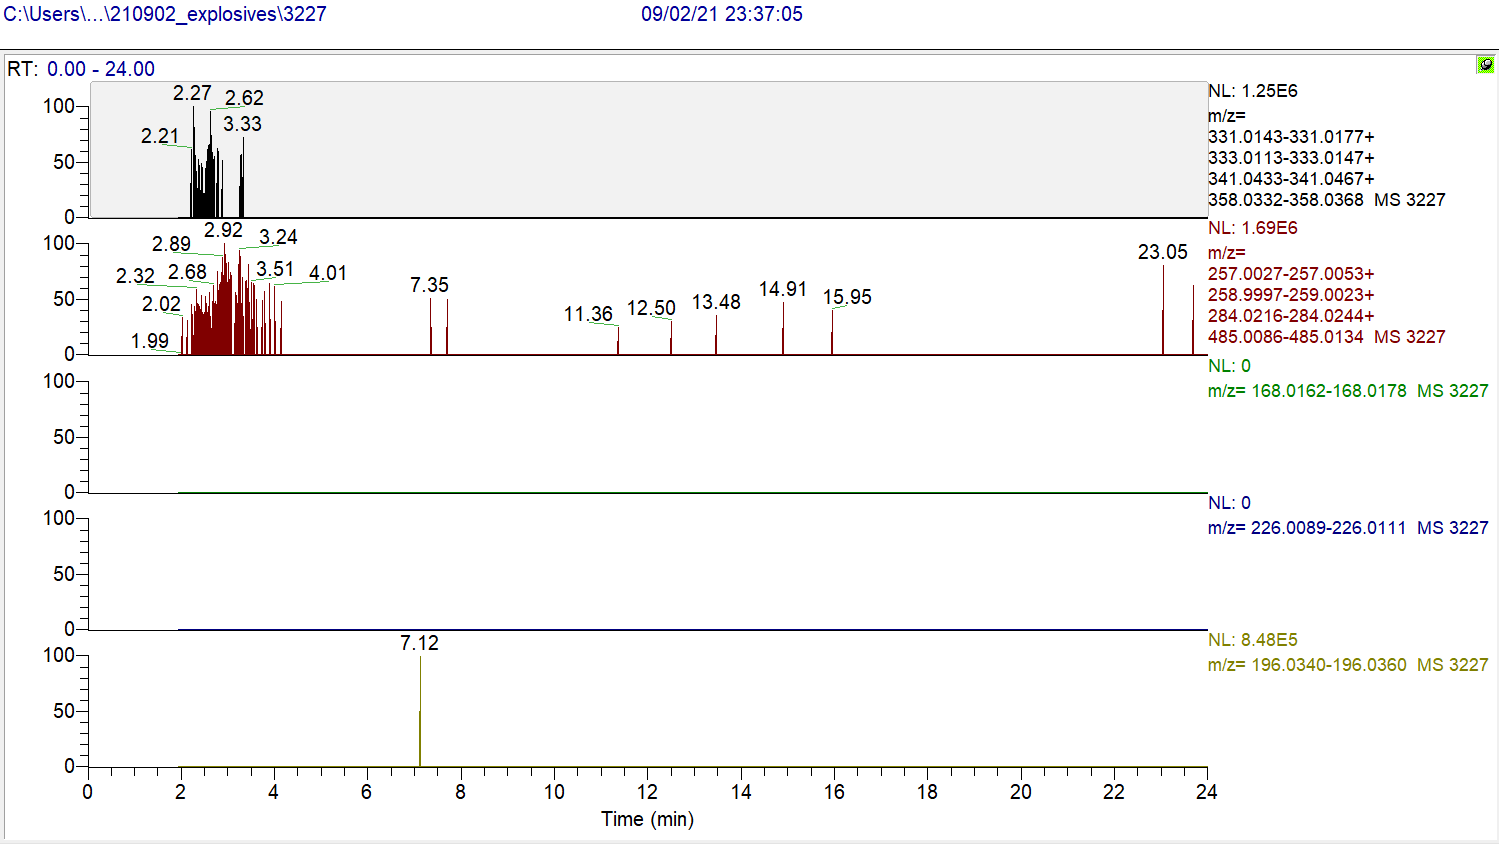 C:\Users\...\210902_explosives\3227 09/02/21 23:37:05
RT: 0.00 - 24.00
2.27
2.62
2.21
3.33
100
50
0
NL: 1.25E6
m/z=
331.0143-331.0177+
333.0113-333.0147+
341.0433-341.0467+
358.0332-358.0368 MS 3227
2.92
2.89
3.24
2.32
2.68
3.51
4.01
2.02
1.99
7.35
11.36
12.50
13.48
14.91
15.95
23.05
100
50
0
NL: 1.69E6
m/z=
257.0027-257.0053+
258.9997-259.0023+
284.0216-284.0244+
485.0086-485.0134 MS 3227
100
50
0
NL: 0
m/z= 168.0162-168.0178 MS 3227
100
50
0
NL: 0
m/z= 226.0089-226.0111 MS 3227
7.12
100
50
0
NL: 8.48E5
m/z= 196.0340-196.0360 MS 3227
0 2 4 6 8 10 12 14 16 18 20 22 24
Time (min)